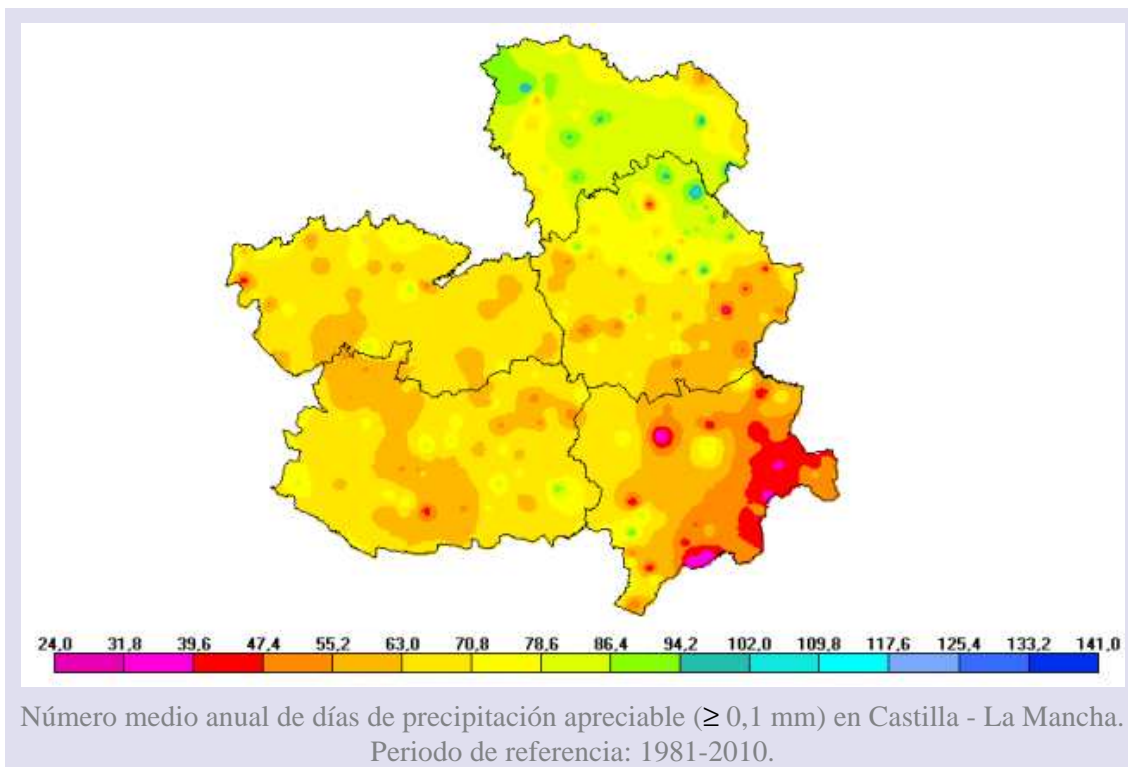 24,0 31,8 39,6 47,4 55,2 63,0 70,8 78,6 86,4 94,2 102,0 109,8 117,6 125,4 133,2 141,0
Número medio anual de días de precipitación apreciable (≥ 0,1 mm) en Castilla - La Mancha.
Periodo de referencia: 1981-2010.